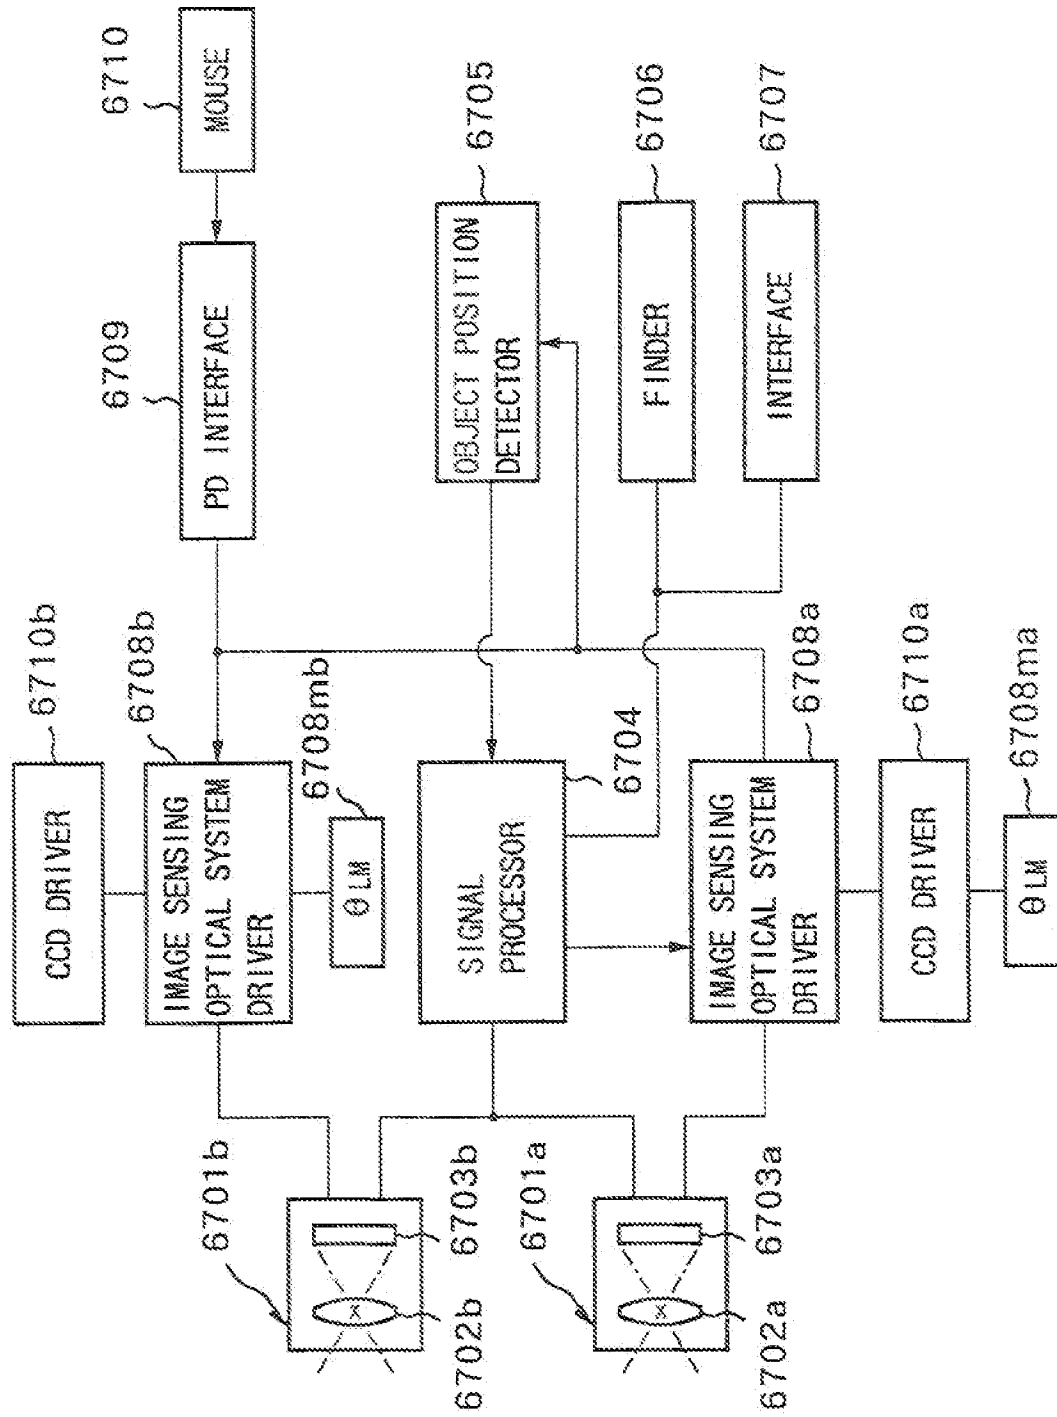 6710b
CCD DRIVER
6708b
IMAGE SENSING
OPTICAL SYSTEM
DRIVER
6708mb
θLM
6709
PD INTERFACE
6710
MOUSE
6701b
6703b
6702b
6704
SIGNAL
PROCESSOR
6705
OBJECT POSITION
DETECTOR
6706
FINDER
6707
INTERFACE
6701a
6703a
6702a
6708a
IMAGE SENSING
OPTICAL SYSTEM
DRIVER
6710a
CCD DRIVER
6708ma
θLM